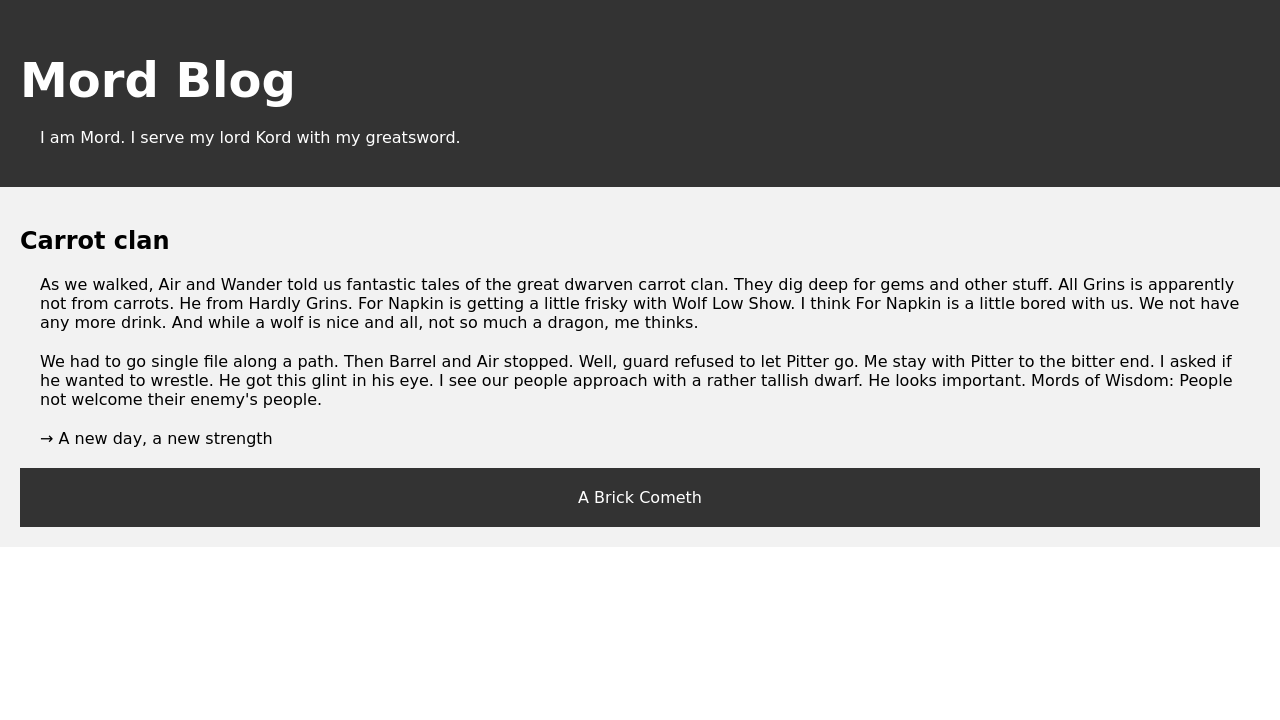 Mord Blog
I am Mord. I serve my lord Kord with my greatsword.
Carrot clan
As we walked, Air and Wander told us fantastic tales of the great dwarven carrot clan. They dig deep for gems and other stuff. All Grins is apparently
not from carrots. He from Hardly Grins. For Napkin is getting a little frisky with Wolf Low Show. I think For Napkin is a little bored with us. We not have
any more drink. And while a wolf is nice and all, not so much a dragon, me thinks.
We had to go single file along a path. Then Barrel and Air stopped. Well, guard refused to let Pitter go. Me stay with Pitter to the bitter end. I asked if
he wanted to wrestle. He got this glint in his eye. I see our people approach with a rather tallish dwarf. He looks important. Mords of Wisdom: People
not welcome their enemy's people.
→ A new day, a new strength
A Brick Cometh